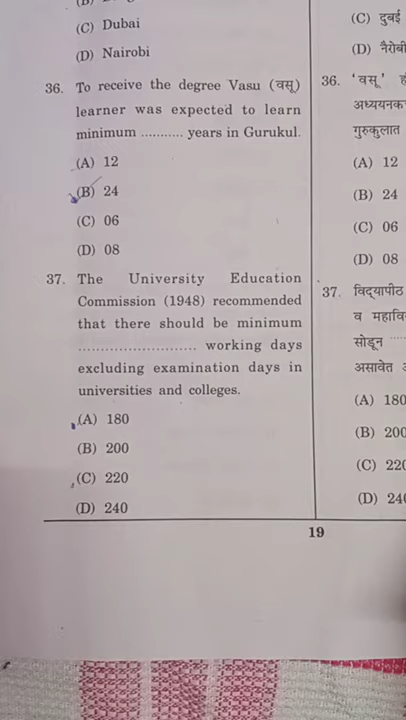 (C) Dubai
(D) Nairobi
36. To receive the degree Vasu (वसू)
learner was expected to learn
minimum ........... years in Gurukul.
(A) 12
(B) 24
(C) 06
(D) 08
37. The University Education
Commission (1948) recommended
that there should be minimum
.......................... working days
excluding examination days in
universities and colleges.
(A) 180
(B) 200
(C) 220
(D) 240
(C) दुबई
(D) नैरोबी
36. 'वसू'
अध्ययनक
गुरुकुलात
(A) 12
(B) 24
(C) 06
(D) 08
37. विद्यापीठ
व महावि
सोडून
असावेत
(A) 180
(B) 200
(C) 220
(D) 240
19